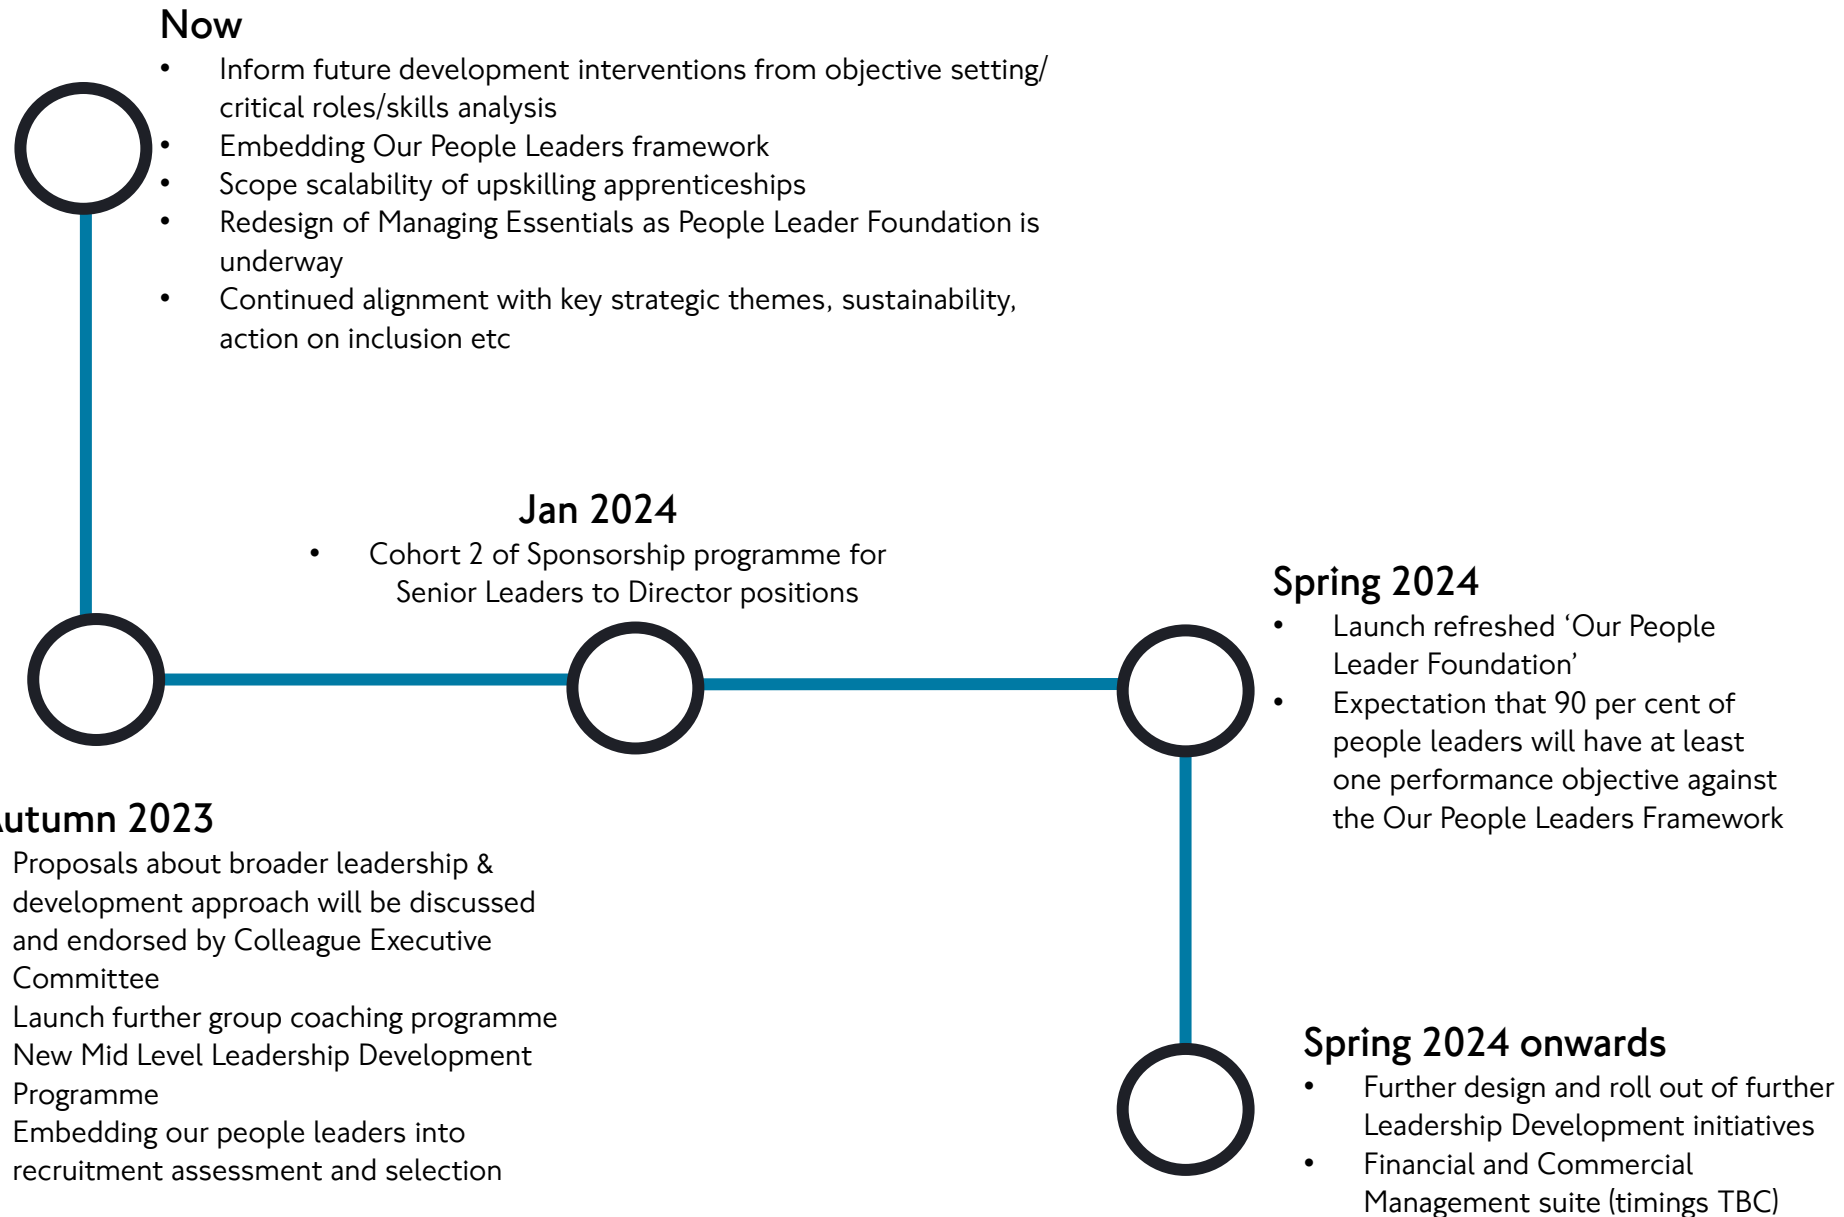 Now
• Inform future development interventions from objective setting/
critical roles/skills analysis
• Embedding Our People Leaders framework
• Scope scalability of upskilling apprenticeships
• Redesign of Managing Essentials as People Leader Foundation is
underway
• Continued alignment with key strategic themes, sustainability,
action on inclusion etc
Autumn 2023
Proposals about broader leadership &
development approach will be discussed
and endorsed by Colleague Executive
Committee
Launch further group coaching programme
New Mid Level Leadership Development
Programme
Embedding our people leaders into
recruitment assessment and selection
Jan 2024
• Cohort 2 of Sponsorship programme for
Senior Leaders to Director positions
Spring 2024
• Launch refreshed ‘Our People
Leader Foundation’
• Expectation that 90 per cent of
people leaders will have at least
one performance objective against
the Our People Leaders Framework
Spring 2024 onwards
• Further design and roll out of further
Leadership Development initiatives
• Financial and Commercial
Management suite (timings TBC)